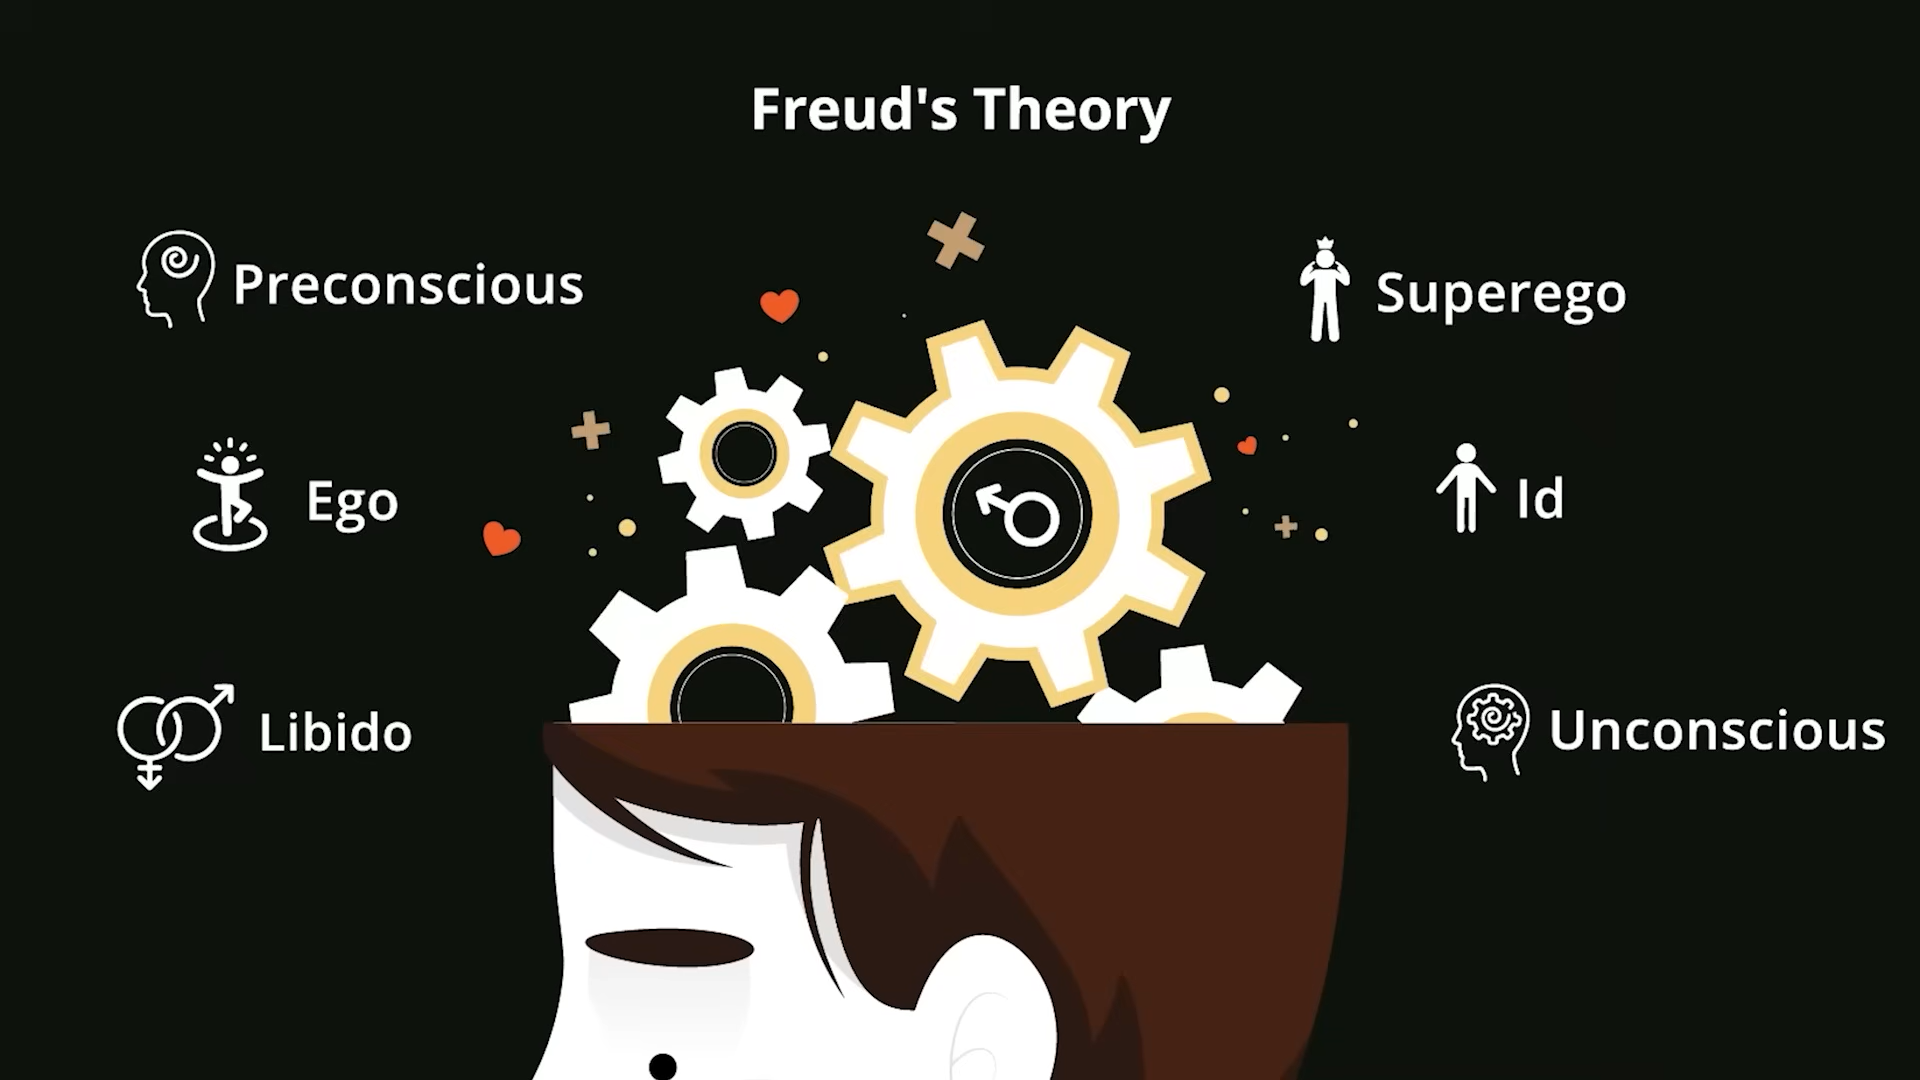 Freud's Theory
Preconscious
Superego
Ego
Id
Libido
Unconscious